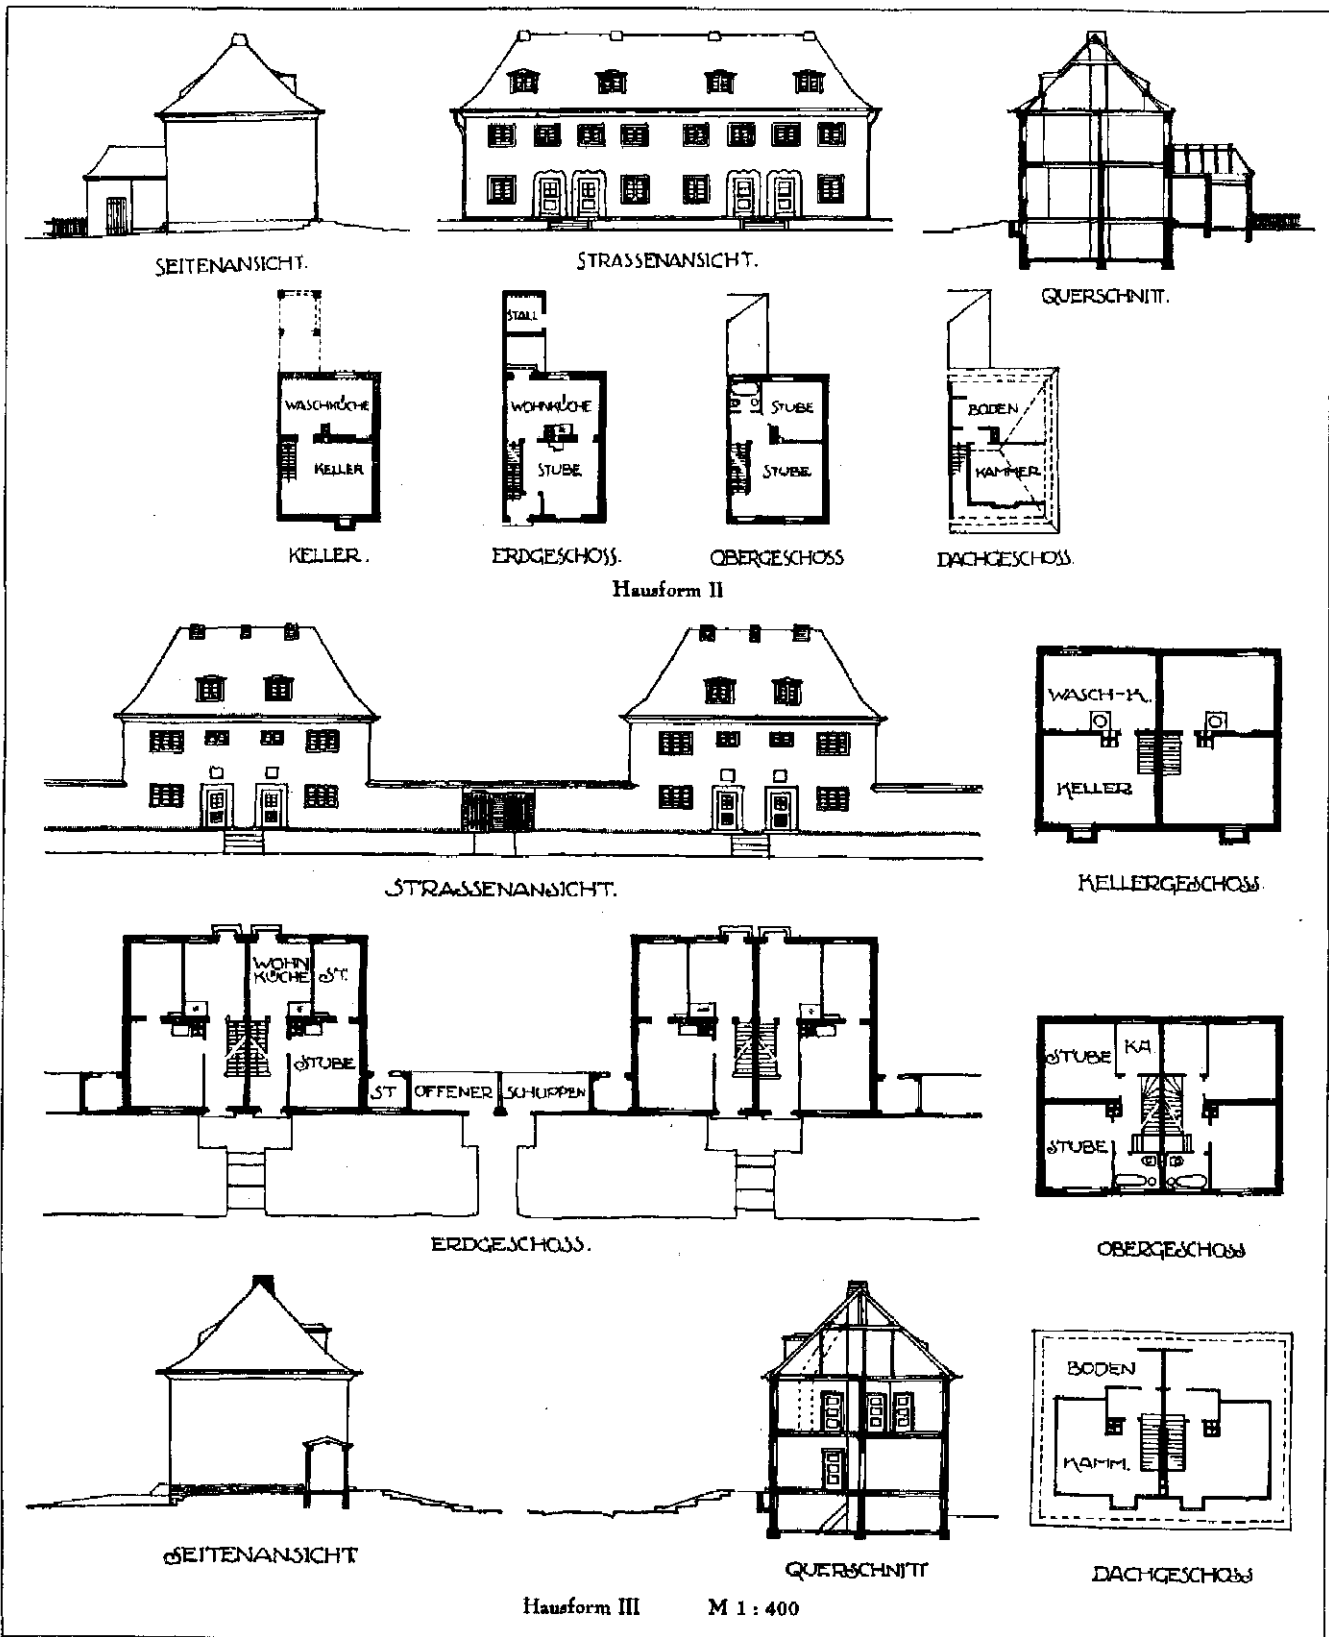 SEITENANSICHT.
STRASSENANSICHT.
QUERSCHNITT.
WASCHKÜCHE
KELLER
KELLER.
STALL
WOHNKÜCHE
STUBE
ERDGESCHOSS.
STUBE
STUBE
OBERGESCHOSS
BODEN
KAMMER
DACHGESCHOSS.
Hausform II
STRASSENANSICHT.
WASCH-K.
KELLER
KELLERGESCHOSS.
WOHN
KÜCHE
ST.
STUBE
ST
OFFENER
SCHUPPEN
ERDGESCHOSS.
STUBE
KA.
STUBE
OBERGESCHOSS
SEITENANSICHT
QUERSCHNITT
BODEN
KAMM.
DACHGESCHOSS
Hausform III
M 1 : 400